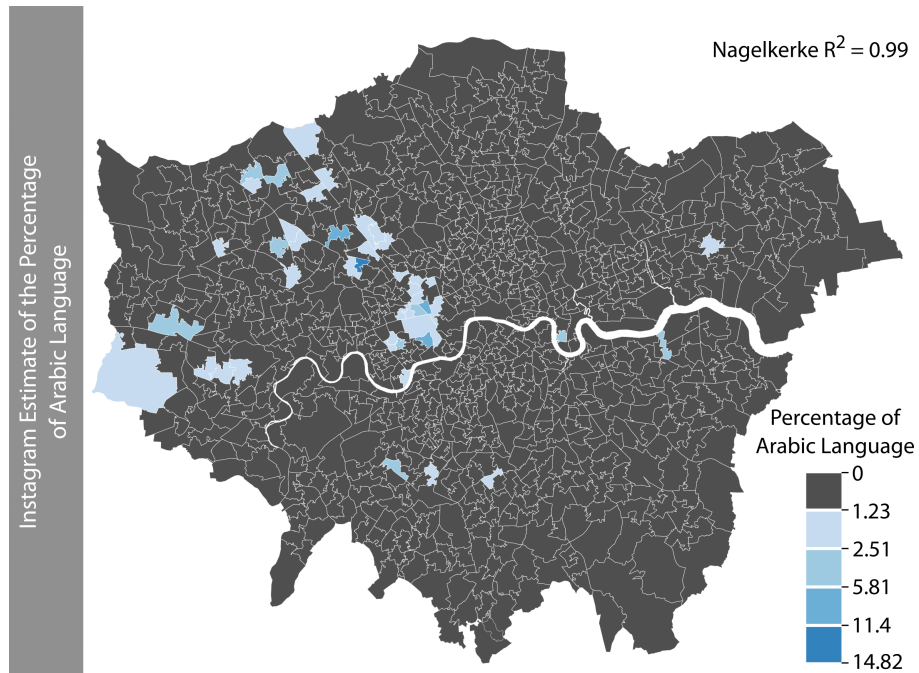 Instagram Estimate of the Percentage
of Arabic Language
Nagelkerke R² = 0.99
Percentage of
Arabic Language
0
1.23
2.51
5.81
11.4
14.82